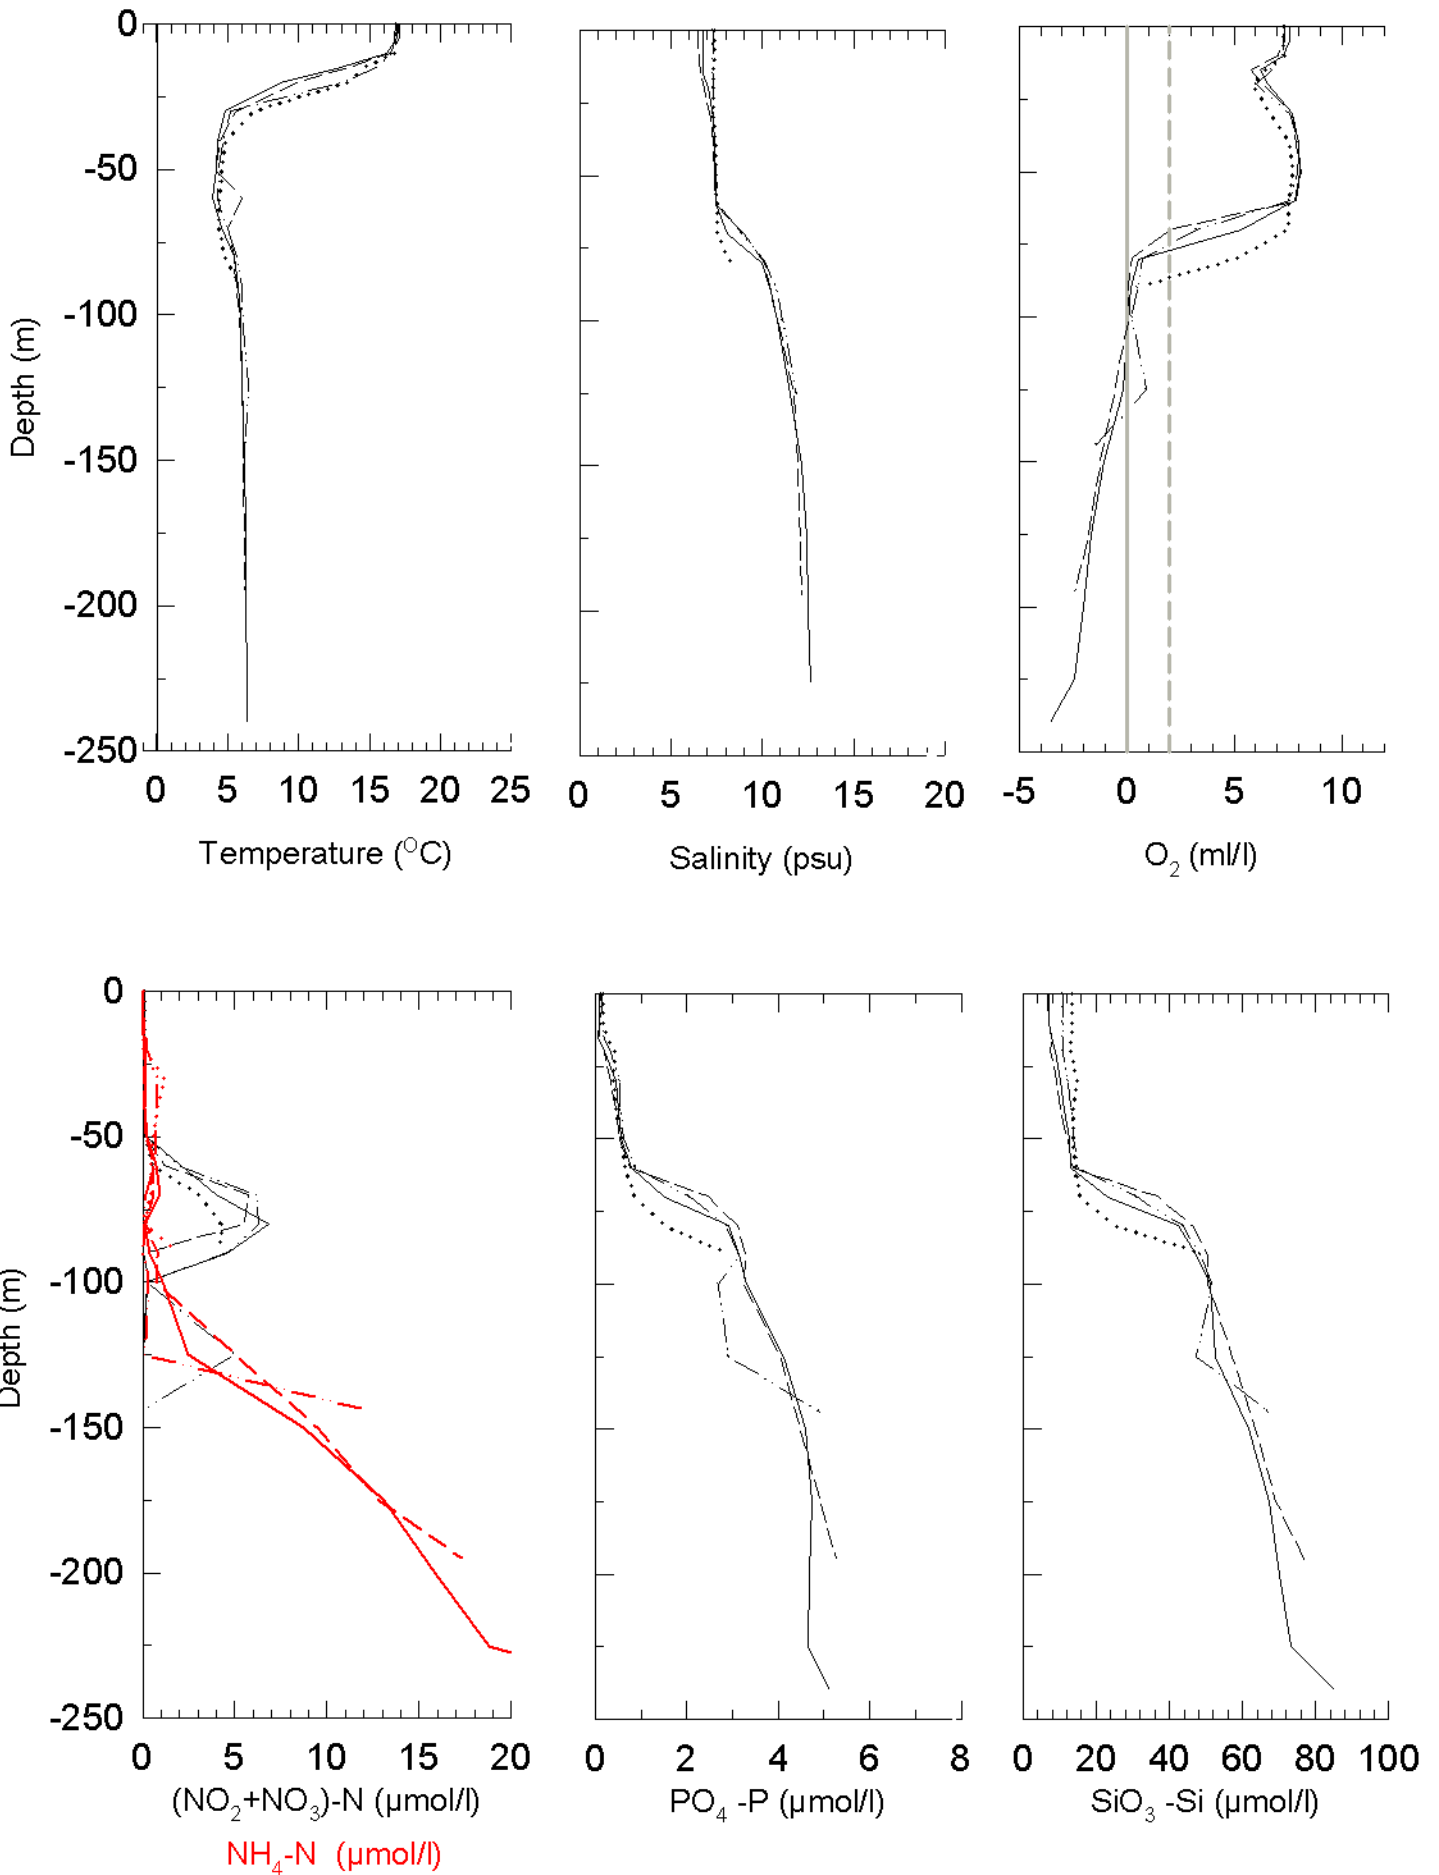 0
-50
-100
-150
-200
-250
Depth (m)
0 5 10 15 20 25
Temperature (°C)
0 5 10 15 20
Salinity (psu)
-5 0 5 10
O2 (ml/l)
0
-50
-100
-150
-200
-250
Depth (m)
0 5 10 15 20
(NO2+NO3)-N (µmol/l)
NH4-N (µmol/l)
0 2 4 6 8
PO4 -P (µmol/l)
0 20 40 60 80 100
SiO3 -Si (µmol/l)